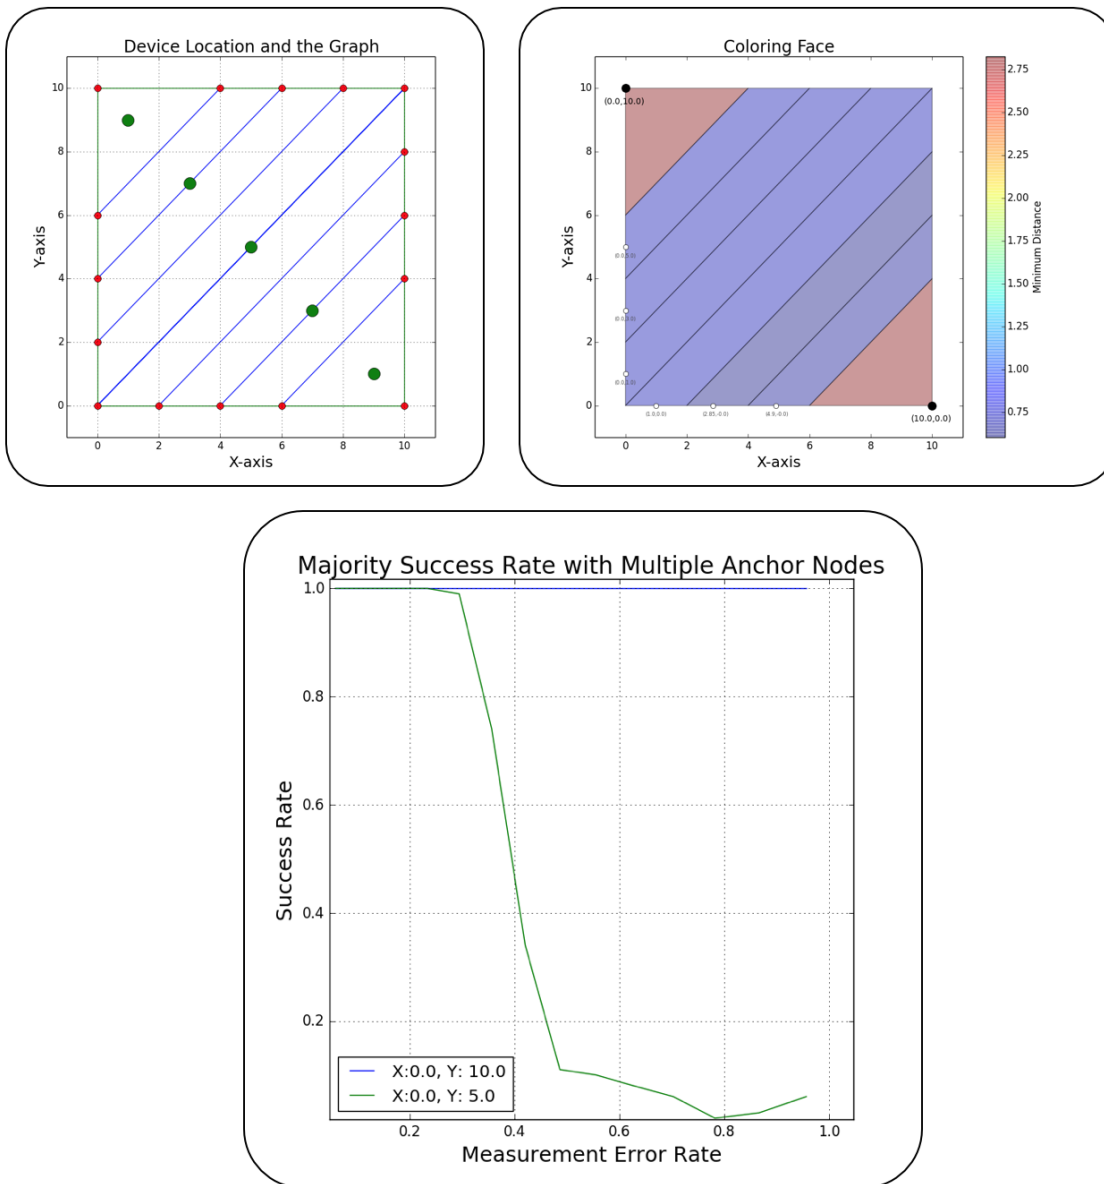 Device Location and the Graph
10
8
6
4
2
0
0 2 4 6 8 10
Y-axis
X-axis
Coloring Face
10
8
6
4
2
0
0 2 4 6 8 10
Y-axis
X-axis
(0.0,10.0)
(10.0,0.0)
(1.0,0.0)
2.75
2.50
2.25
2.00
1.75
1.50
1.25
1.00
0.75
Minimum Distance
Majority Success Rate with Multiple Anchor Nodes
1.0
0.8
0.6
0.4
0.2
Success Rate
X:0.0, Y: 10.0
X:0.0, Y: 5.0
0.2 0.4 0.6 0.8 1.0
Measurement Error Rate